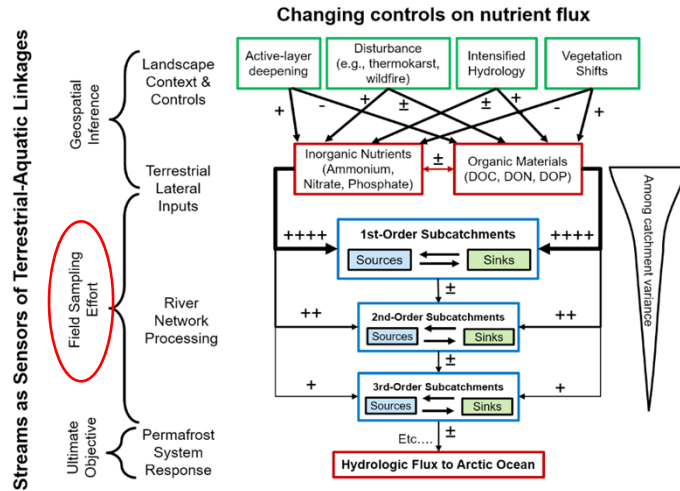 Changing controls on nutrient flux
Streams as Sensors of Terrestrial-Aquatic Linkages
Geospatial
Inference
Landscape
Context &
Controls
Active-layer
deepening
Disturbance
(e.g., thermokarst,
wildfire)
Intensified
Hydrology
Vegetation
Shifts
+
-
+
±
±
+
-
+
Terrestrial
Lateral
Inputs
Inorganic Nutrients
(Ammonium,
Nitrate, Phosphate)
±
Organic Materials
(DOC, DON, DOP)
Among catchment variance
Field Sampling
Effort
River
Network
Processing
++++
1st-Order Subcatchments
++++
Sources
Sinks
±
++
2nd-Order Subcatchments
++
Sources
Sinks
±
+
3rd-Order Subcatchments
+
Sources
Sinks
Etc....
±
Ultimate
Objective
Permafrost
System
Response
Hydrologic Flux to Arctic Ocean